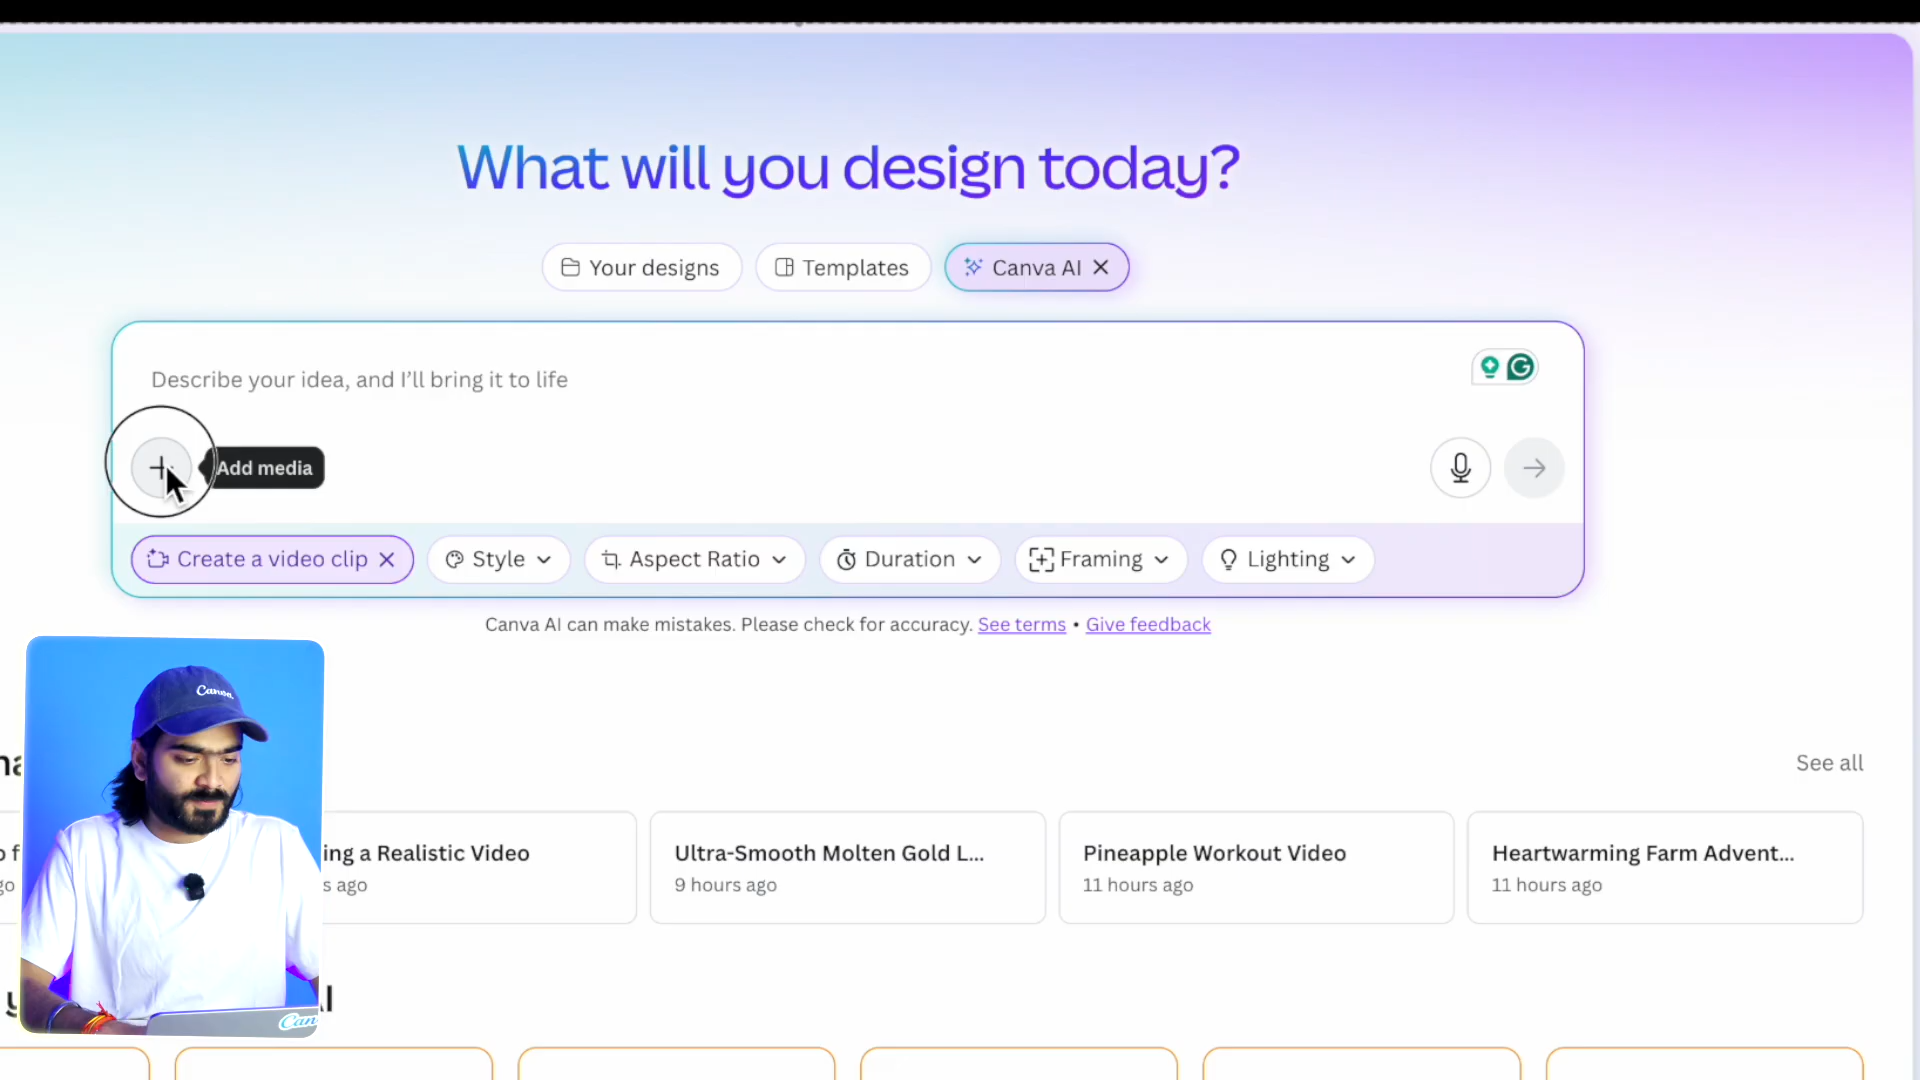 What will you design today?
Your designs
Templates
Canva AI
Describe your idea, and I'll bring it to life
Add media
Create a video clip
Style
Aspect Ratio
Duration
Framing
Lighting
Canva AI can make mistakes. Please check for accuracy. See terms • Give feedback
See all
Canva
ing a Realistic Video
s ago
Ultra-Smooth Molten Gold L...
9 hours ago
Pineapple Workout Video
11 hours ago
Heartwarming Farm Advent...
11 hours ago
Can